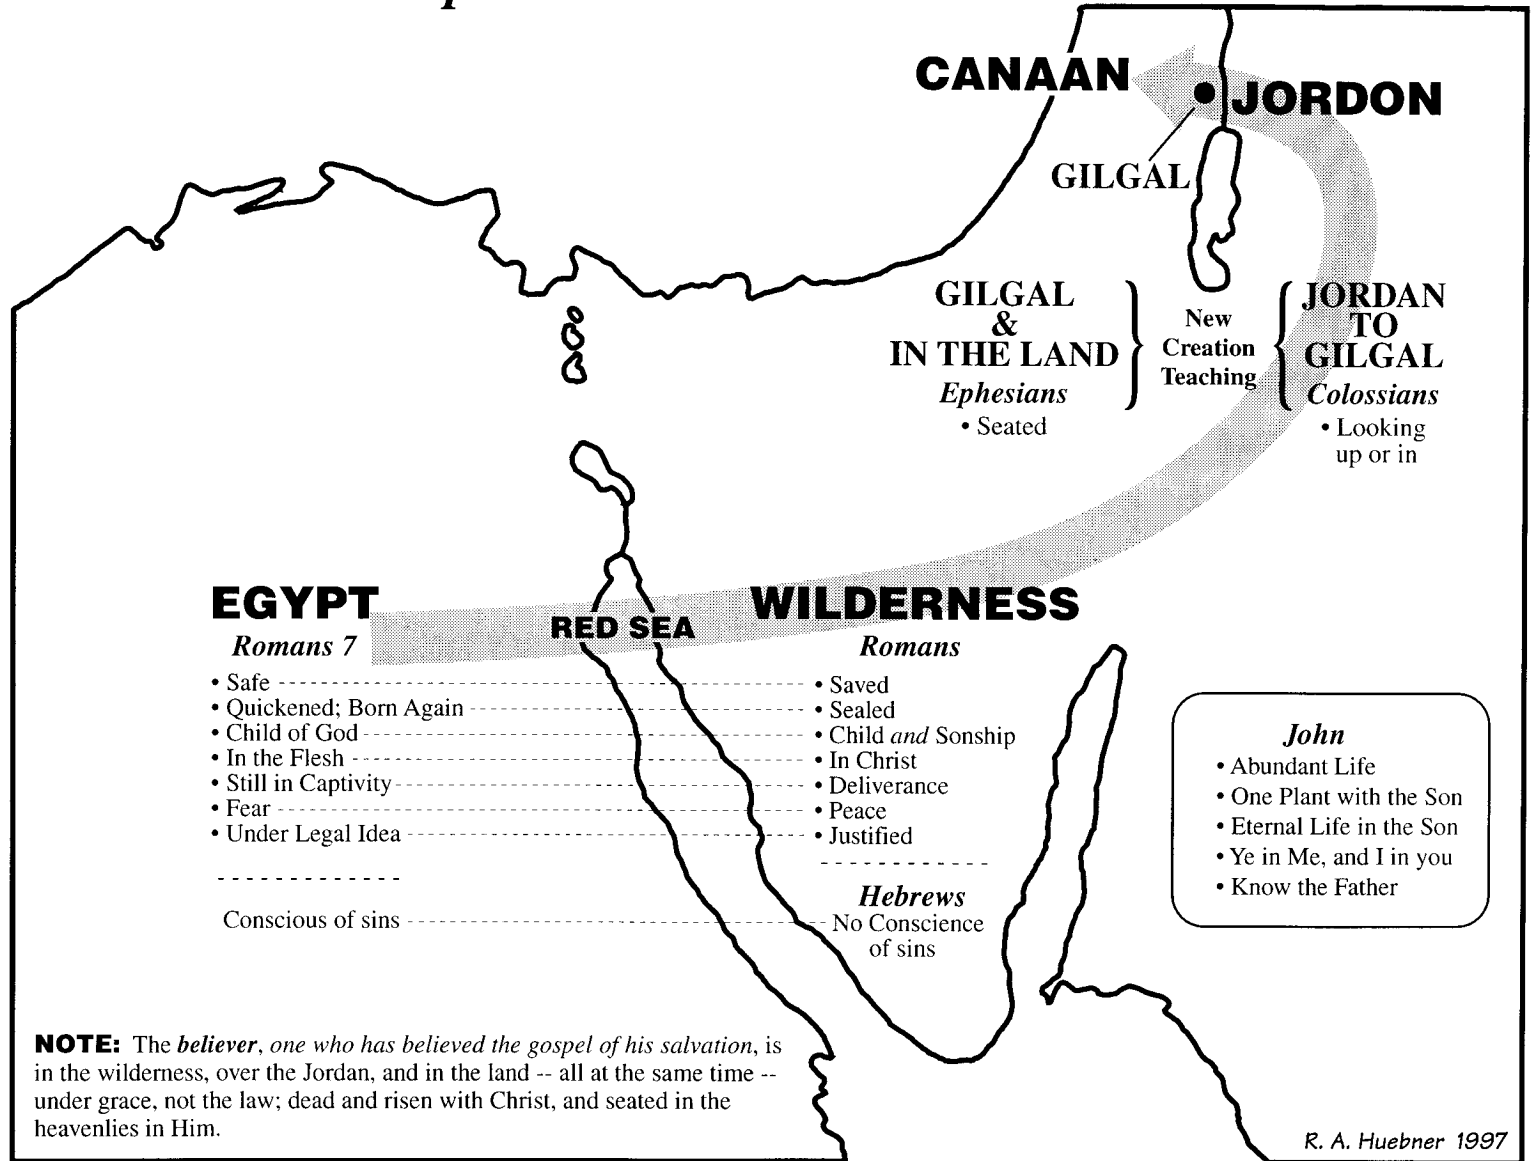 CANAAN
JORDON
GILGAL
GILGAL
&
IN THE LAND
Ephesians
• Seated
New
Creation
Teaching
JORDAN
TO
GILGAL
Colossians
• Looking
up or in
EGYPT
Romans 7
• Safe
• Quickened; Born Again
• Child of God
• In the Flesh
• Still in Captivity
• Fear
• Under Legal Idea
Conscious of sins
RED SEA
WILDERNESS
Romans
• Saved
• Sealed
• Child and Sonship
• In Christ
• Deliverance
• Peace
• Justified
Hebrews
No Conscience
of sins
John
• Abundant Life
• One Plant with the Son
• Eternal Life in the Son
• Ye in Me, and I in you
• Know the Father
NOTE: The believer, one who has believed the gospel of his salvation, is
in the wilderness, over the Jordan, and in the land -- all at the same time --
under grace, not the law; dead and risen with Christ, and seated in the
heavenlies in Him.
R. A. Huebner 1997